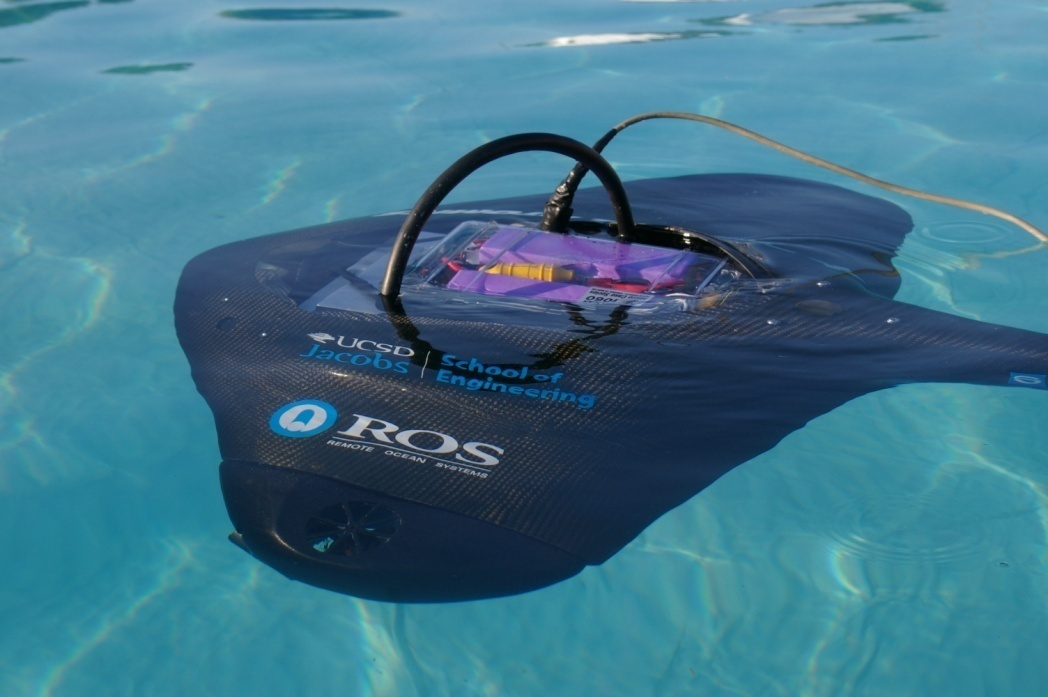 UCSD
Jacobs
School of
Engineering
ROS
REMOTE OCEAN SYSTEMS